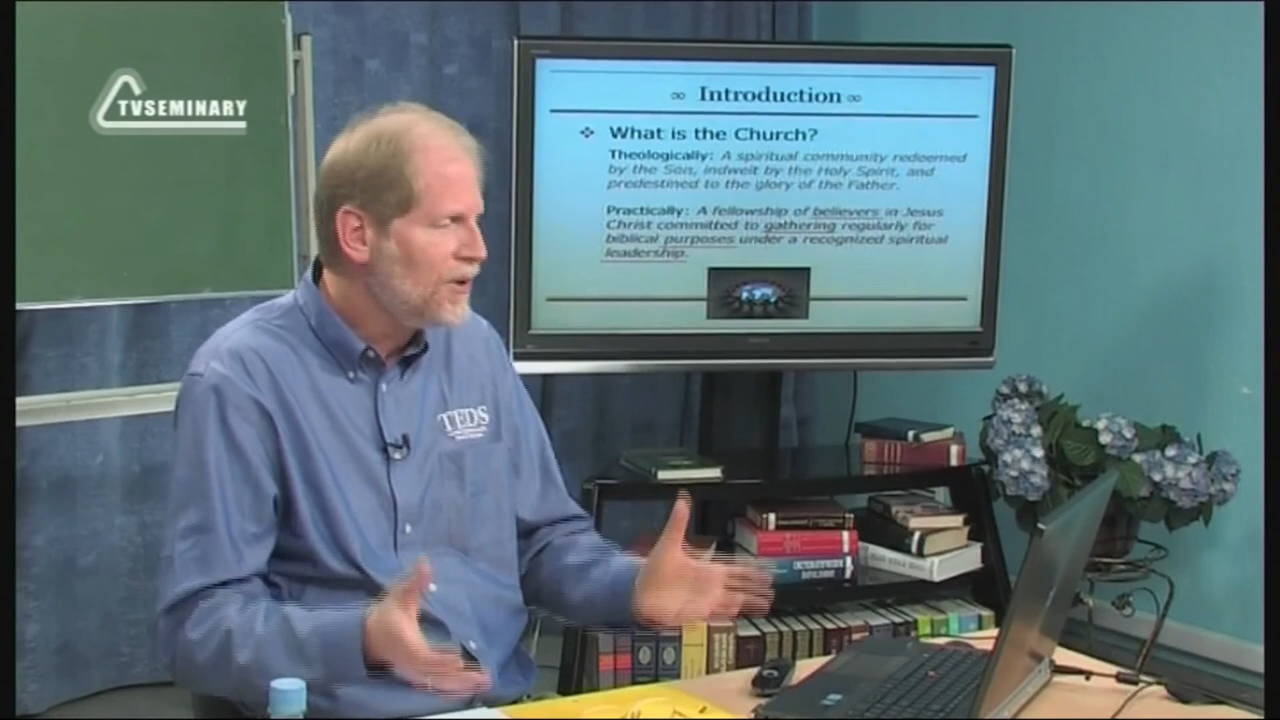 TVSEMINARY
∞ Introduction ∞
❖ What is the Church?
Theologically: A spiritual community redeemed
by the Son, indwelt by the Holy Spirit, and
predestined to the glory of the Father.
Practically: A fellowship of believers in Jesus
Christ committed to gathering regularly for
biblical purposes under a recognized spiritual
leadership.
TEDS